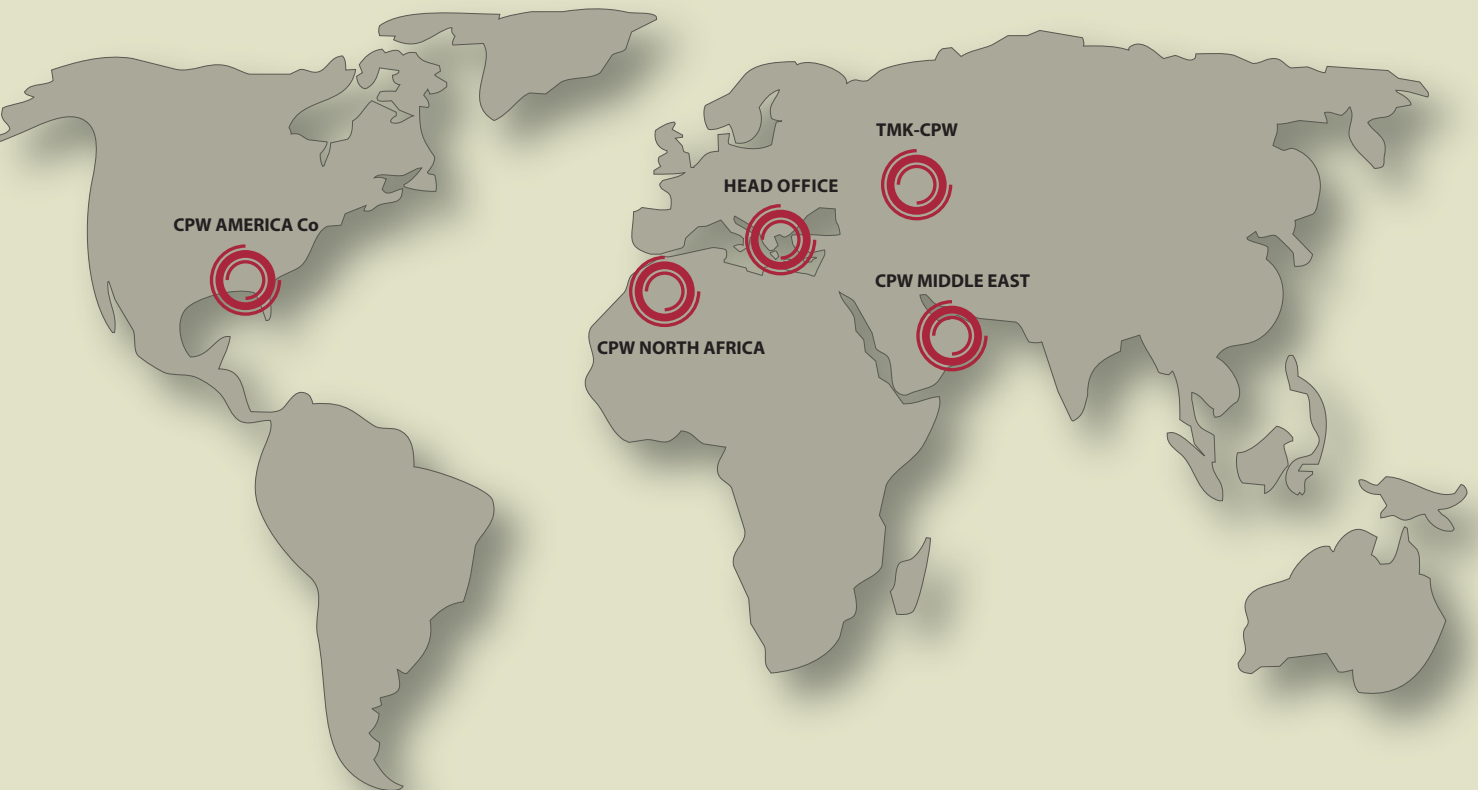 TMK-CPW
HEAD OFFICE
CPW AMERICA Co
CPW MIDDLE EAST
CPW NORTH AFRICA